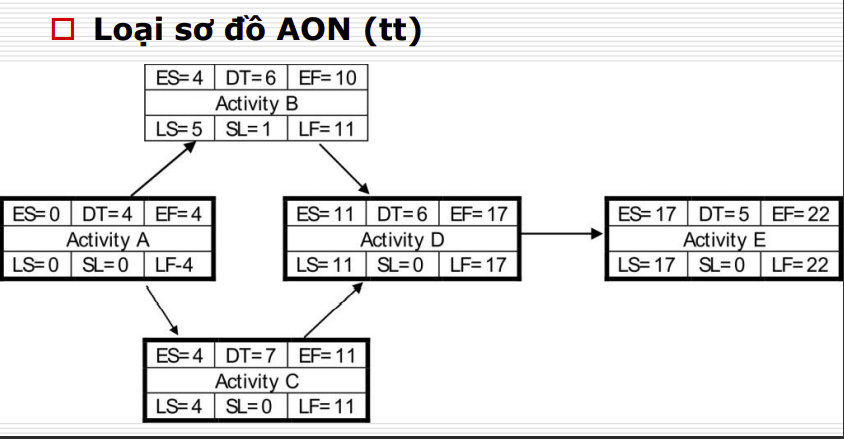 Loại sơ đồ AON (tt)
ES=4 DT=6 EF=10
Activity B
LS=5 SL=1 LF=11
ES=0 DT=4 EF=4
Activity A
LS=0 SL=0 LF-4
ES=11 DT=6 EF=17
Activity D
LS=11 SL=0 LF=17
ES=17 DT=5 EF=22
Activity E
LS=17 SL=0 LF=22
ES=4 DT=7 EF=11
Activity C
LS=4 SL=0 LF=11